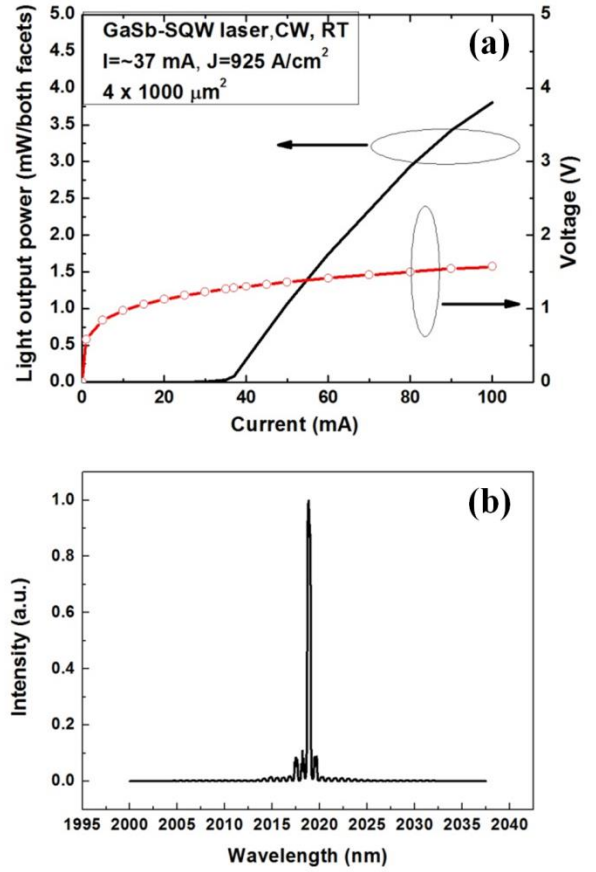 GaSb-SQW laser,CW, RT
I=~37 mA, J=925 A/cm²
4 x 1000 μm²
(a)
Light output power (mW/both facets)
5.0
4.5
4.0
3.5
3.0
2.5
2.0
1.5
1.0
0.5
0.0
Voltage (V)
5
4
3
2
1
0
0 20 40 60 80 100
Current (mA)
(b)
Intensity (a.u.)
1.0
0.8
0.6
0.4
0.2
0.0
1995 2000 2005 2010 2015 2020 2025 2030 2035 2040
Wavelength (nm)